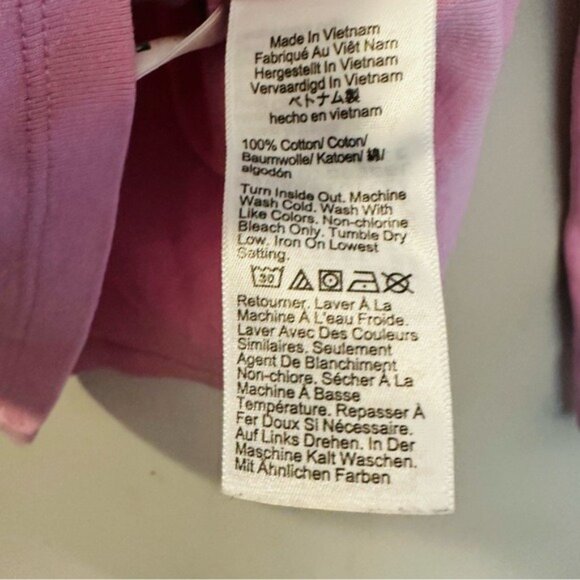 Made In Vietnam
Fabriqué Au Viêt Nam
Hergestellt In Vietnam
Vervaardigd In Vietnam
ベトナム製
hecho en vietnam
100% Cotton/ Coton/
Baumwolle/ Katoen/ 綿/
algodón
Turn Inside Out. Machine
Wash Cold. Wash With
Like Colors. Non-chlorine
Bleach Only. Tumble Dry
Low. Iron On Lowest
Satting.
30
Retourner. Laver À La
Machine À L'eau Froide.
Laver Avec Des Couleurs
Similaires. Seulement
Agent De Blanchiment
Non-chlore. Sécher À La
Machine À Basse
Température. Repasser À
Fer Doux Si Nécessaire.
Auf Links Drehen. In Der
Maschine Kalt Waschen.
Mit Ähnlichen Farben